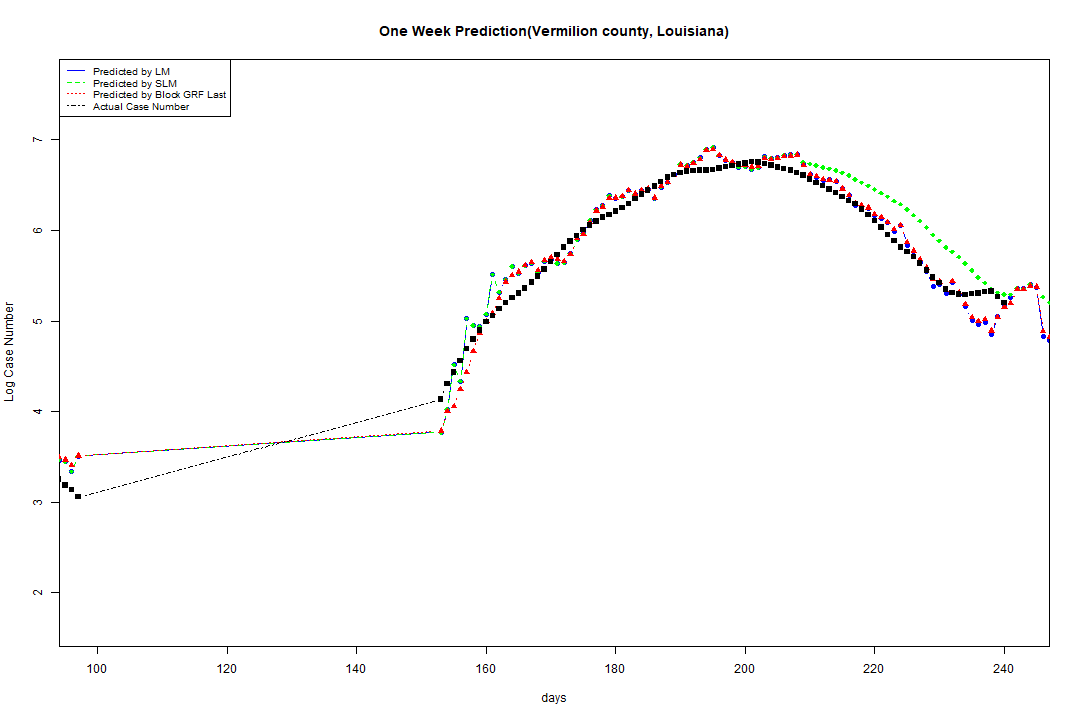 One Week Prediction(Vermilion county, Louisiana)
Predicted by LM
Predicted by SLM
Predicted by Block GRF Last
Actual Case Number
7
6
5
4
3
2
Log Case Number
100 120 140 160 180 200 220 240
days